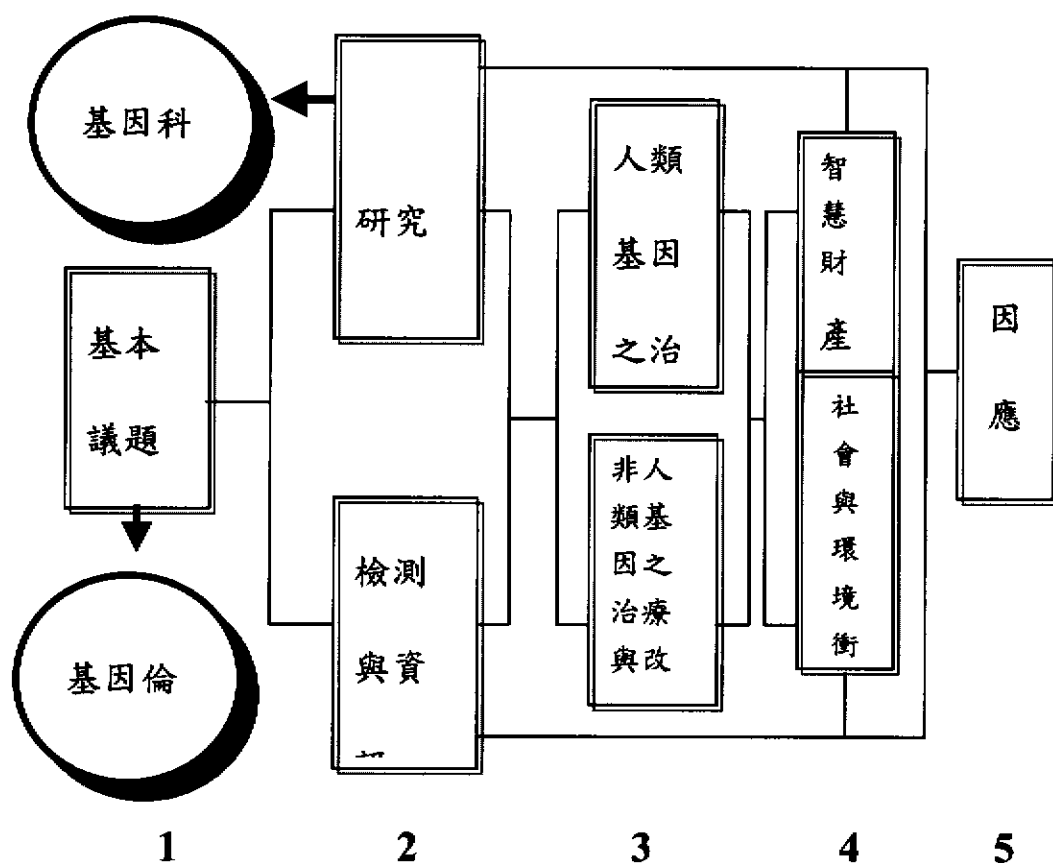 基因科
基本
議題
基因倫
研究
檢測
與資
人類
基因
之治
非人
類基
因之
治療
與改
智
慧
財
產
社
會
與
環
境
衝
因
應
1 2 3 4 5